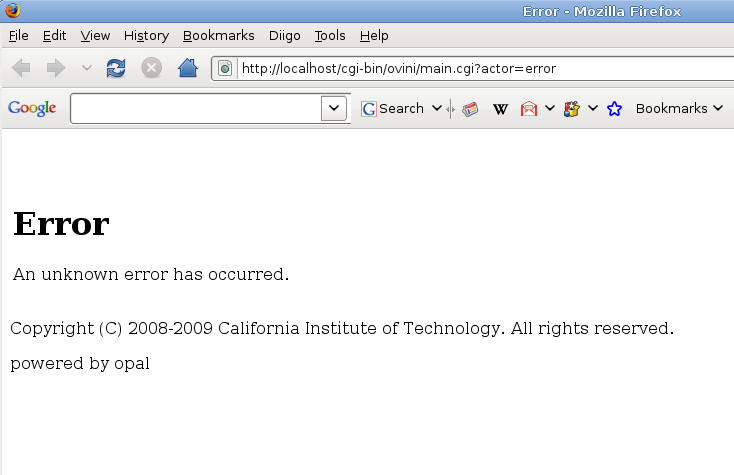 Error - Mozilla Firefox
File Edit View History Bookmarks Diigo Tools Help
http://localhost/cgi-bin/ovini/main.cgi?actor=error
Google G Search W M Bookmarks
Error
An unknown error has occurred.
Copyright (C) 2008-2009 California Institute of Technology. All rights reserved.
powered by opal